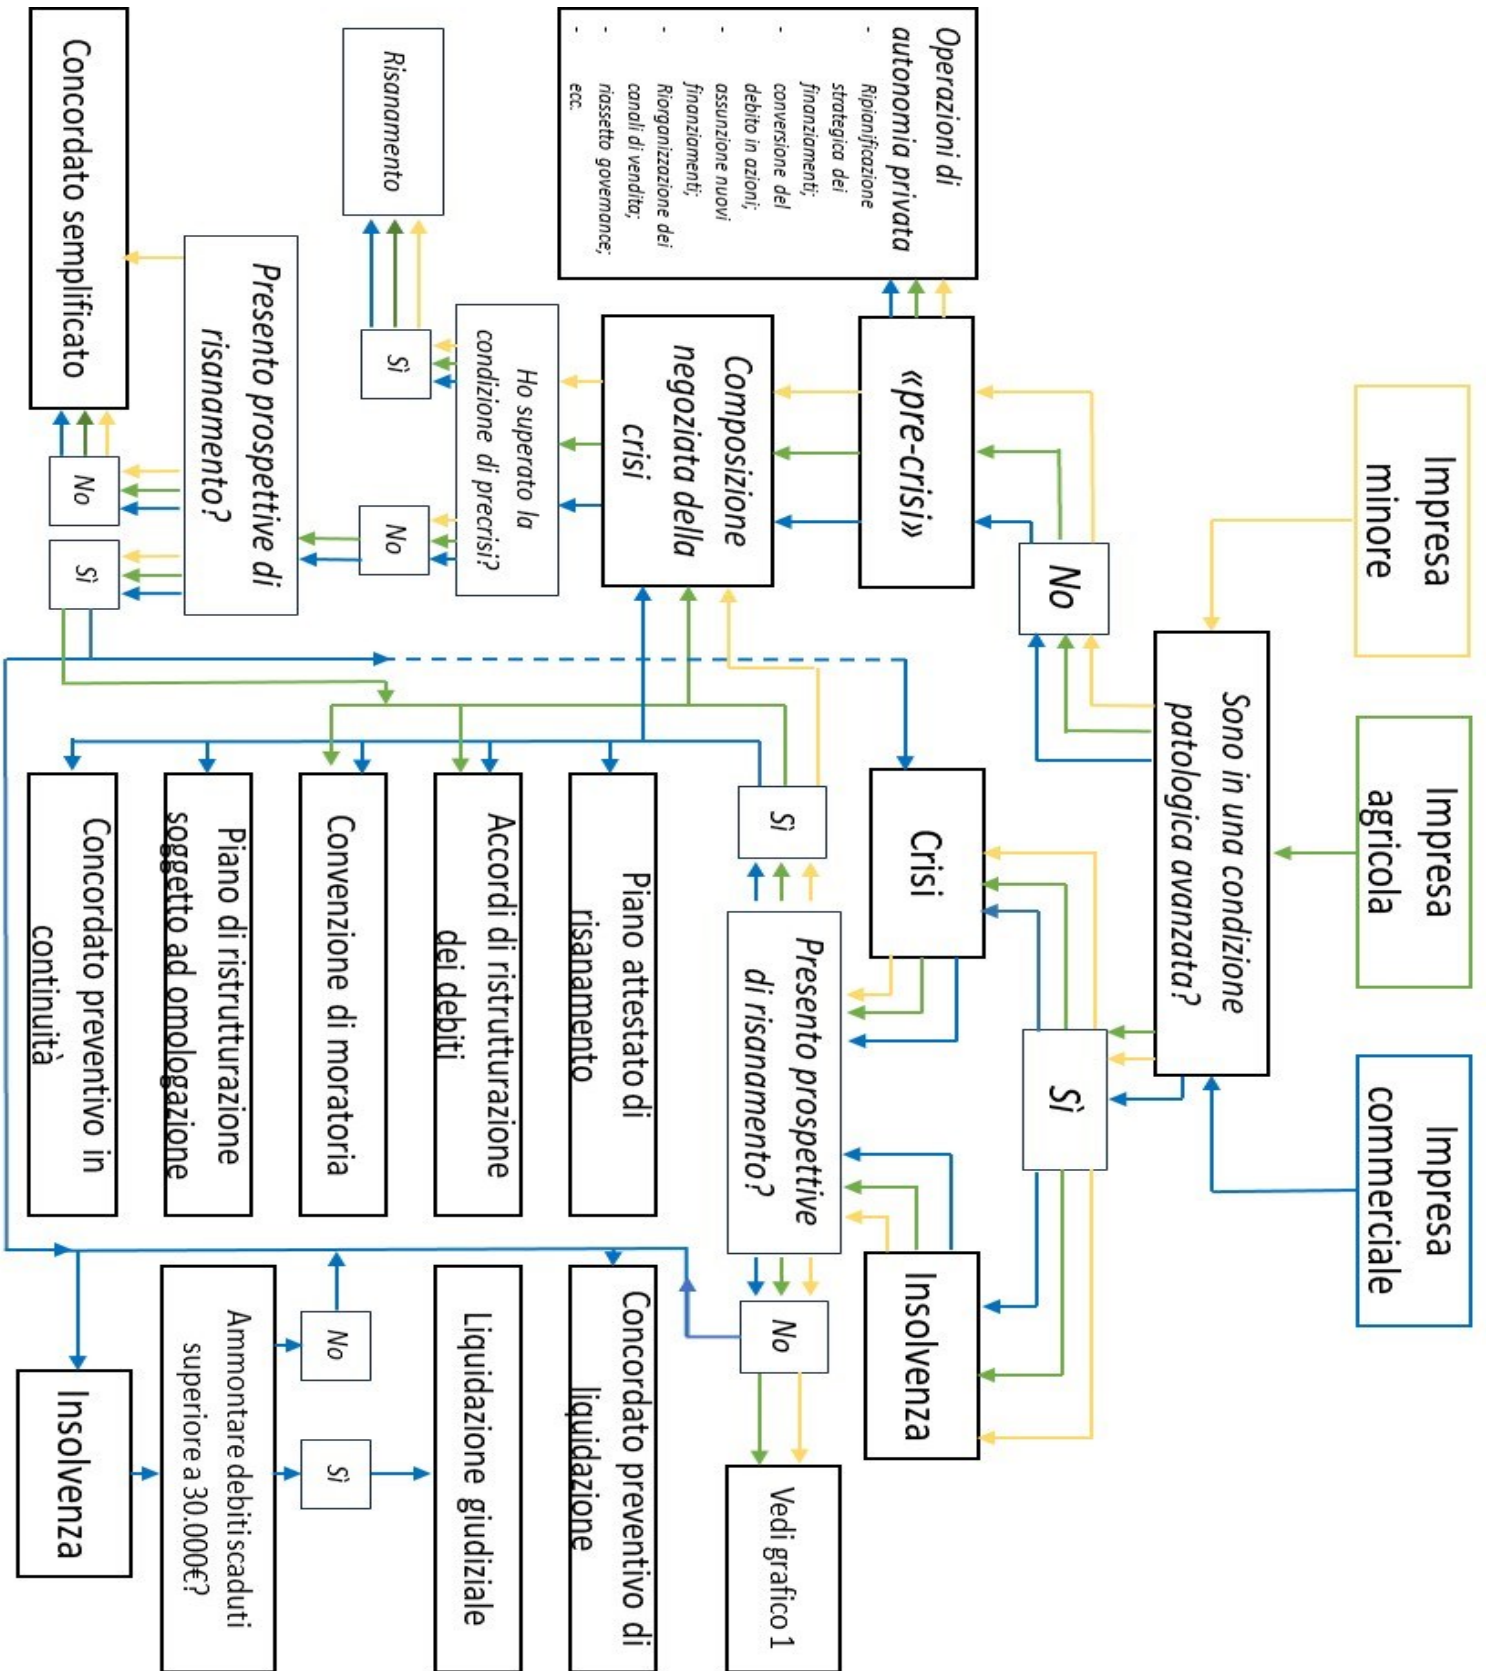 Impresa
minore
Impresa
agricola
Impresa
commerciale
Sono in una condizione
patologica avanzata?
No
Sì
«pre-crisi»
Crisi
Insolvenza
Operazioni di
autonomia privata
- Ripianificazione
strategica dei
finanziamenti;
- conversione del
debito in azioni;
- assunzione nuovi
finanziamenti;
- Riorganizzazione dei
canali di vendita;
- riassetto governance;
- ecc.
Composizione
negoziata della
crisi
Presento prospettive
di risanamento?
Sì
No
Vedi grafico 1
Ho superato la
condizione di precrisi?
Sì
No
Risanamento
Presento prospettive di
risanamento?
No
Sì
Concordato semplificato
Piano attestato di
risanamento
Accordi di ristrutturazione
dei debiti
Convenzione di moratoria
Piano di ristrutturazione
soggetto ad omologazione
Concordato preventivo in
continuità
Concordato preventivo di
liquidazione
Liquidazione giudiziale
No
Sì
Ammontare debiti scaduti
superiore a 30.000€?
Insolvenza